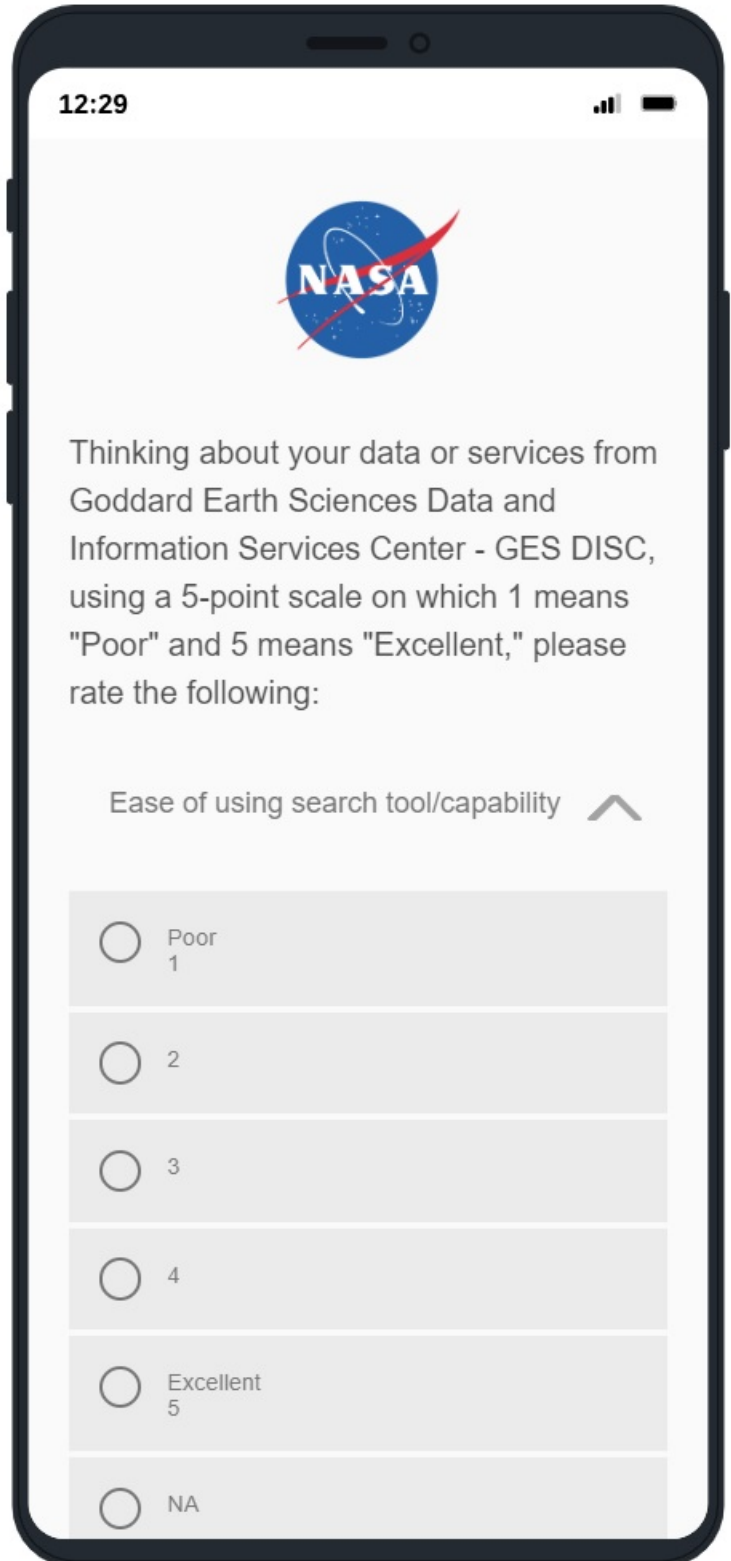 12:29
NASA
Thinking about your data or services from
Goddard Earth Sciences Data and
Information Services Center - GES DISC,
using a 5-point scale on which 1 means
"Poor" and 5 means "Excellent," please
rate the following:
Ease of using search tool/capability
Poor
1
2
3
4
Excellent
5
NA